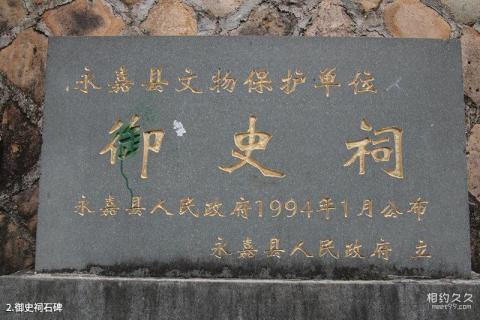 永嘉县文物保护单位
御史祠
永嘉县人民政府1994年1月公布
永嘉县人民政府 立
2.御史祠石碑
相约久久
meet99.com